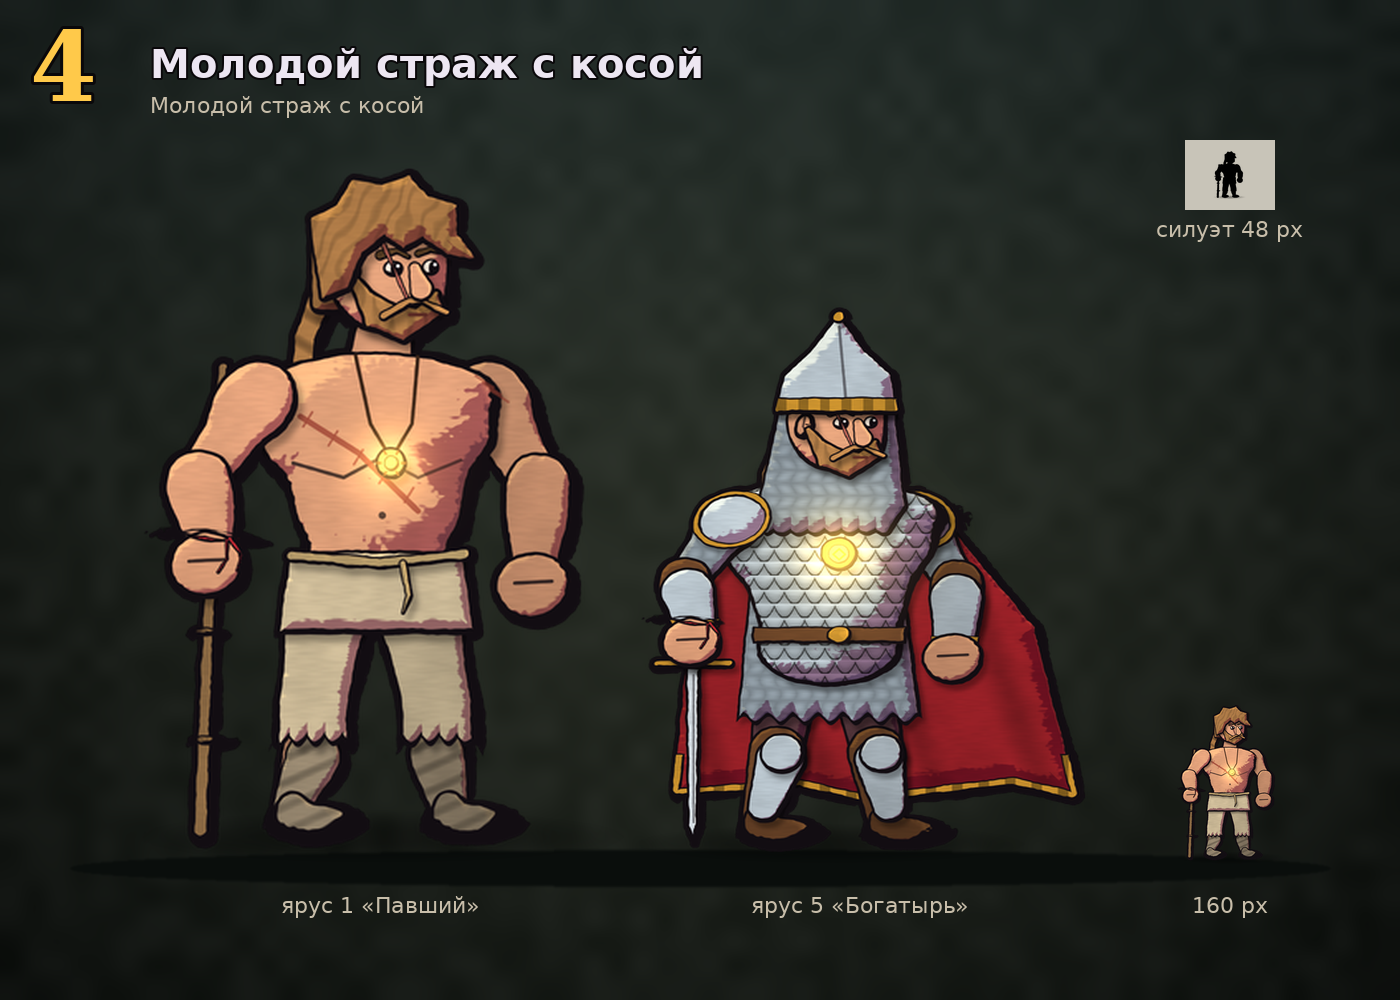 4
Молодой страж с косой
Молодой страж с косой
силуэт 48 px
ярус 1 «Павший»
ярус 5 «Богатырь»
160 px